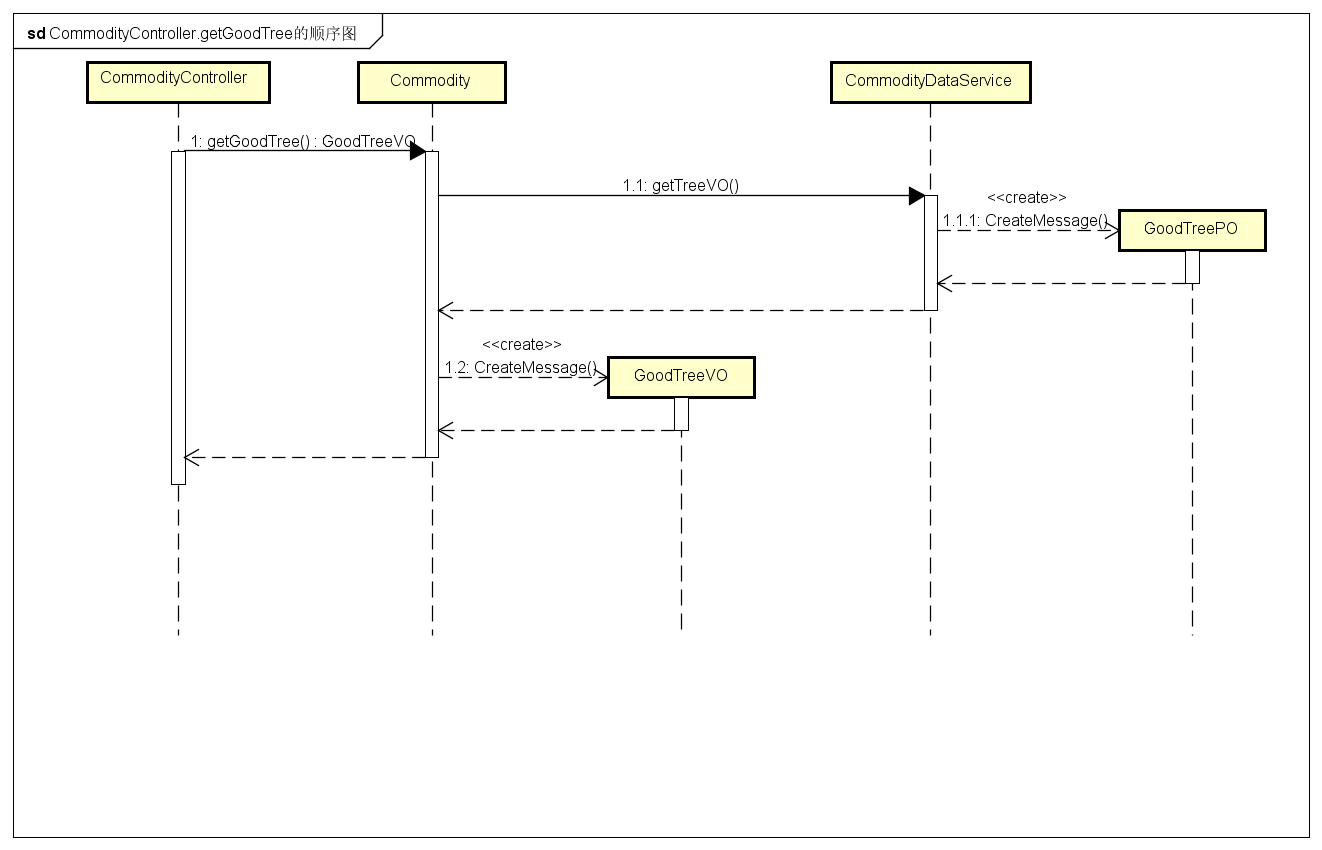 sd CommodityController.getGoodTree的顺序图
CommodityController
Commodity
CommodityDataService
1: getGoodTree() : GoodTreeVO
1.1: getTreeVO()
<<create>>
1.1.1: CreateMessage()
GoodTreePO
<<create>>
1.2: CreateMessage()
GoodTreeVO